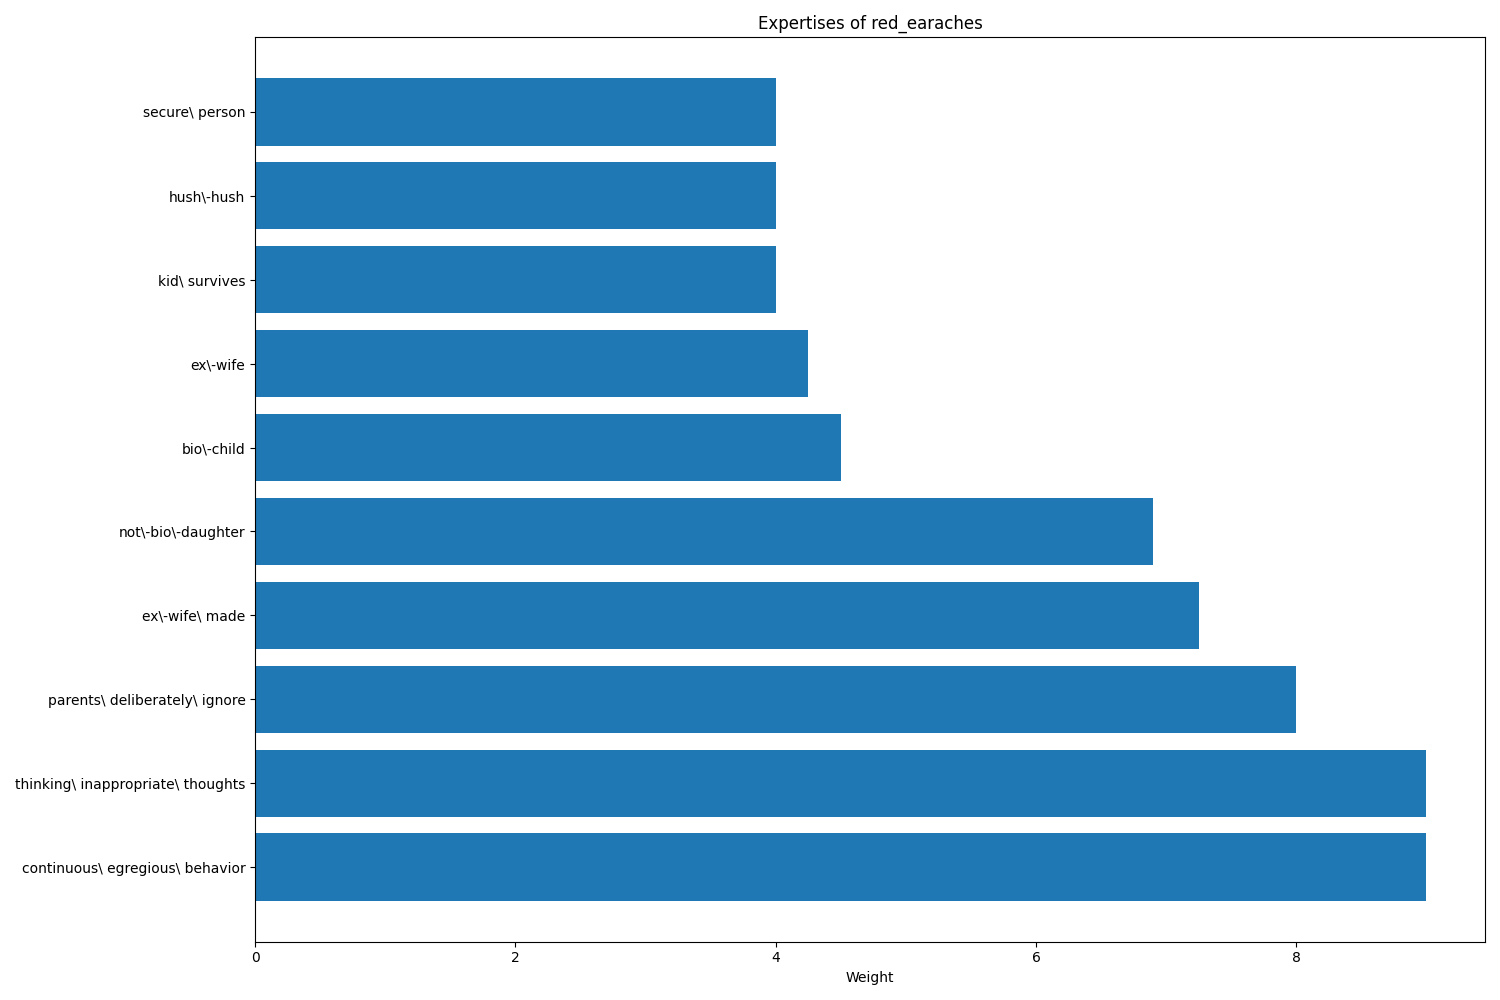 Expertises of red_earaches
secure\ person
hush\-hush
kid\ survives
ex\-wife
bio\-child
not\-bio\-daughter
ex\-wife\ made
parents\ deliberately\ ignore
thinking\ inappropriate\ thoughts
continuous\ egregious\ behavior
0 2 4 6 8
Weight